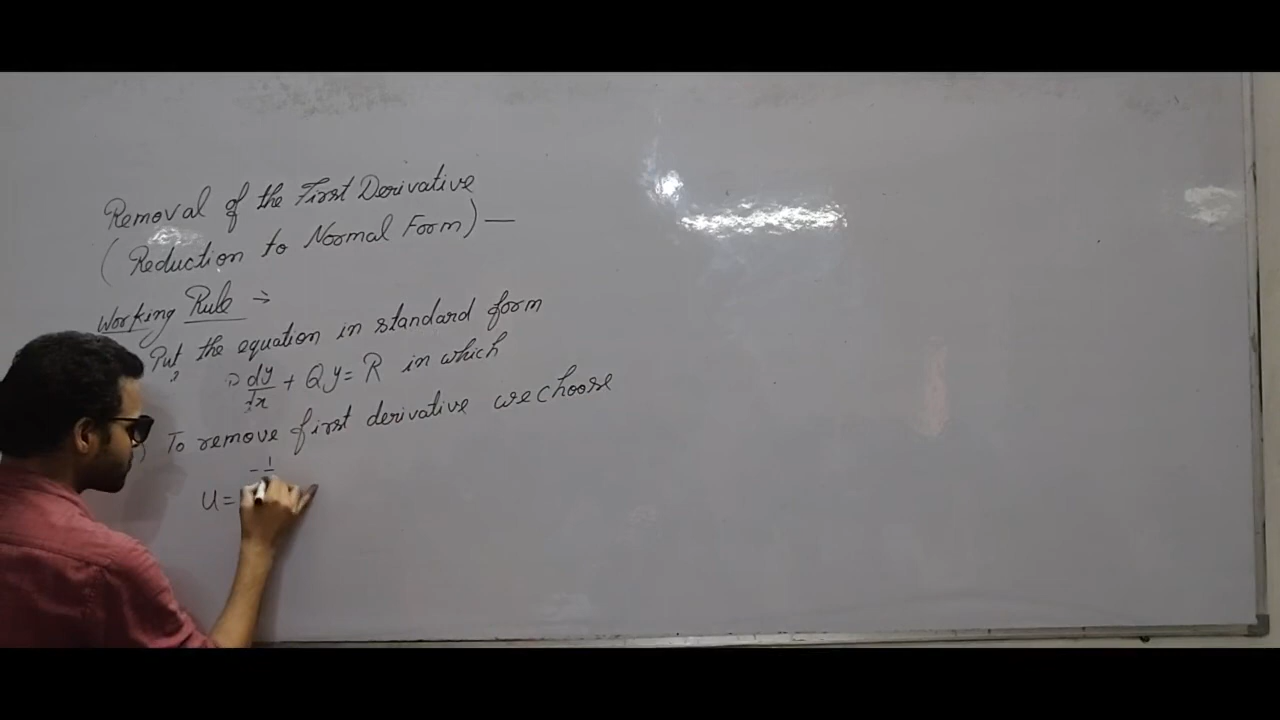 Removal of the First Derivative
(Reduction to Normal Form) —
Working Rule →
Put the equation in standard form
dy/dx + Qy = R in which
To remove first derivative we choose
U = - 1